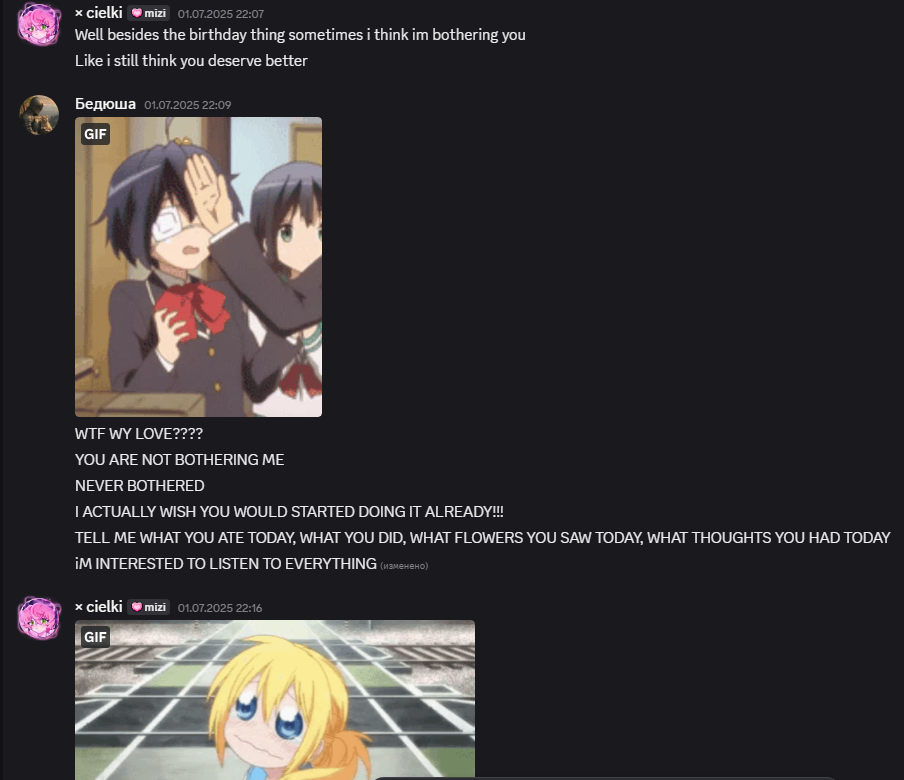 × cielki mizi 01.07.2025 22:07
Well besides the birthday thing sometimes i think im bothering you
Like i still think you deserve better
Бедюша 01.07.2025 22:09
GIF
WTF WY LOVE????
YOU ARE NOT BOTHERING ME
NEVER BOTHERED
I ACTUALLY WISH YOU WOULD STARTED DOING IT ALREADY!!!
TELL ME WHAT YOU ATE TODAY, WHAT YOU DID, WHAT FLOWERS YOU SAW TODAY, WHAT THOUGHTS YOU HAD TODAY
iM INTERESTED TO LISTEN TO EVERYTHING (изменено)
× cielki mizi 01.07.2025 22:16
GIF